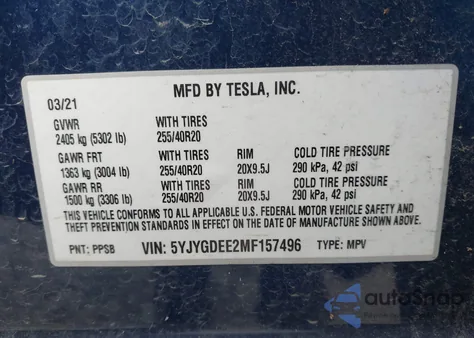 MFD BY TESLA, INC.
03/21
GVWR WITH TIRES
2405 kg (5302 lb) 255/40R20
GAWR FRT WITH TIRES RIM COLD TIRE PRESSURE
1363 kg (3004 lb) 255/40R20 20X9.5J 290 kPa, 42 psi
GAWR RR WITH TIRES RIM COLD TIRE PRESSURE
1500 kg (3306 lb) 255/40R20 20X9.5J 290 kPa, 42 psi
THIS VEHICLE CONFORMS TO ALL APPLICABLE U.S. FEDERAL MOTOR VEHICLE SAFETY AND
THEFT PREVENTION STANDARDS IN EFFECT ON THE DATE OF MANUFACTURE SHOWN ABOVE.
PNT: PPSB VIN: 5YJYGDEE2MF157496 TYPE: MPV
autoSnap